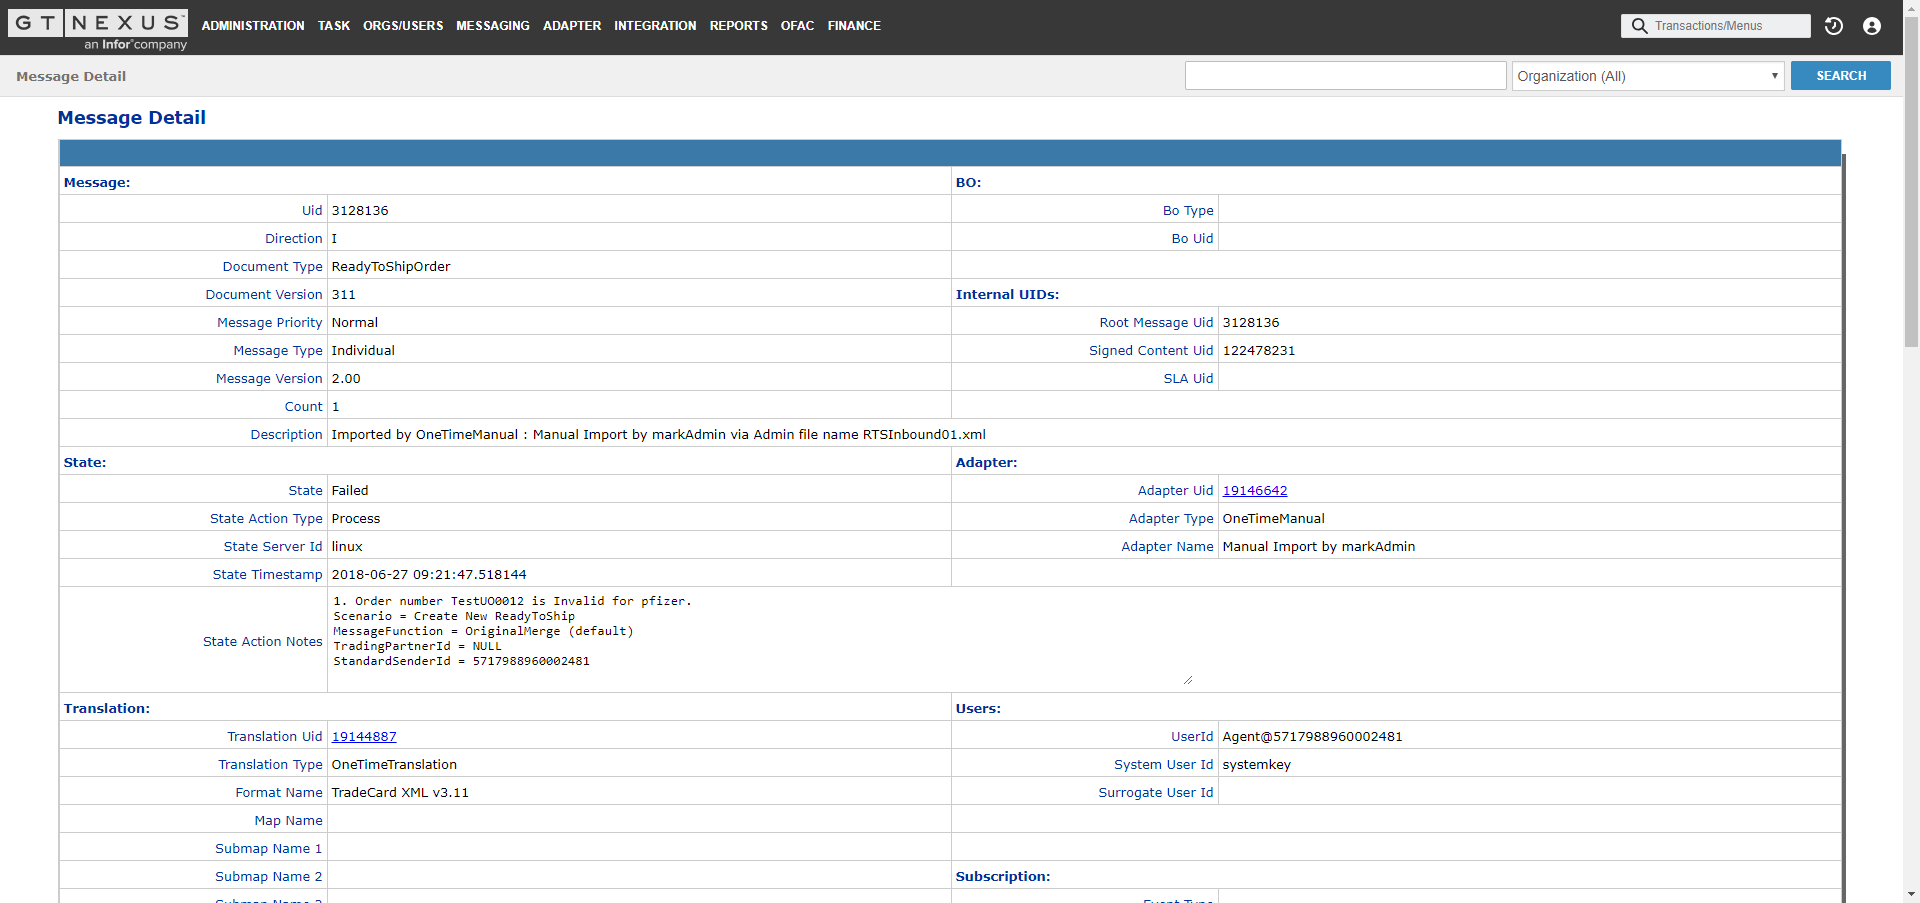 GT NEXUS
an Infor company
ADMINISTRATION TASK ORGS/USERS MESSAGING ADAPTER INTEGRATION REPORTS OFAC FINANCE
Transactions/Menus
Message Detail
Organization (All)
SEARCH
Message Detail
Message: BO:
Uid 3128136 Bo Type
Direction I Bo Uid
Document Type ReadyToShipOrder
Document Version 311 Internal UIDs:
Message Priority Normal Root Message Uid 3128136
Message Type Individual Signed Content Uid 122478231
Message Version 2.00 SLA Uid
Count 1
Description Imported by OneTimeManual : Manual Import by markAdmin via Admin file name RTSInbound01.xml
State: Adapter:
State Failed Adapter Uid 19146642
State Action Type Process Adapter Type OneTimeManual
State Server Id linux Adapter Name Manual Import by markAdmin
State Timestamp 2018-06-27 09:21:47.518144
State Action Notes
1. Order number TestUO0012 is Invalid for pfizer.
Scenario = Create New ReadyToShip
MessageFunction = OriginalMerge (default)
TradingPartnerId = NULL
StandardSenderId = 5717988960002481
Translation: Users:
Translation Uid 19144887 UserId Agent@5717988960002481
Translation Type OneTimeTranslation System User Id systemkey
Format Name TradeCard XML v3.11 Surrogate User Id
Map Name
Submap Name 1
Submap Name 2 Subscription:
Submap Name 3 Event Type